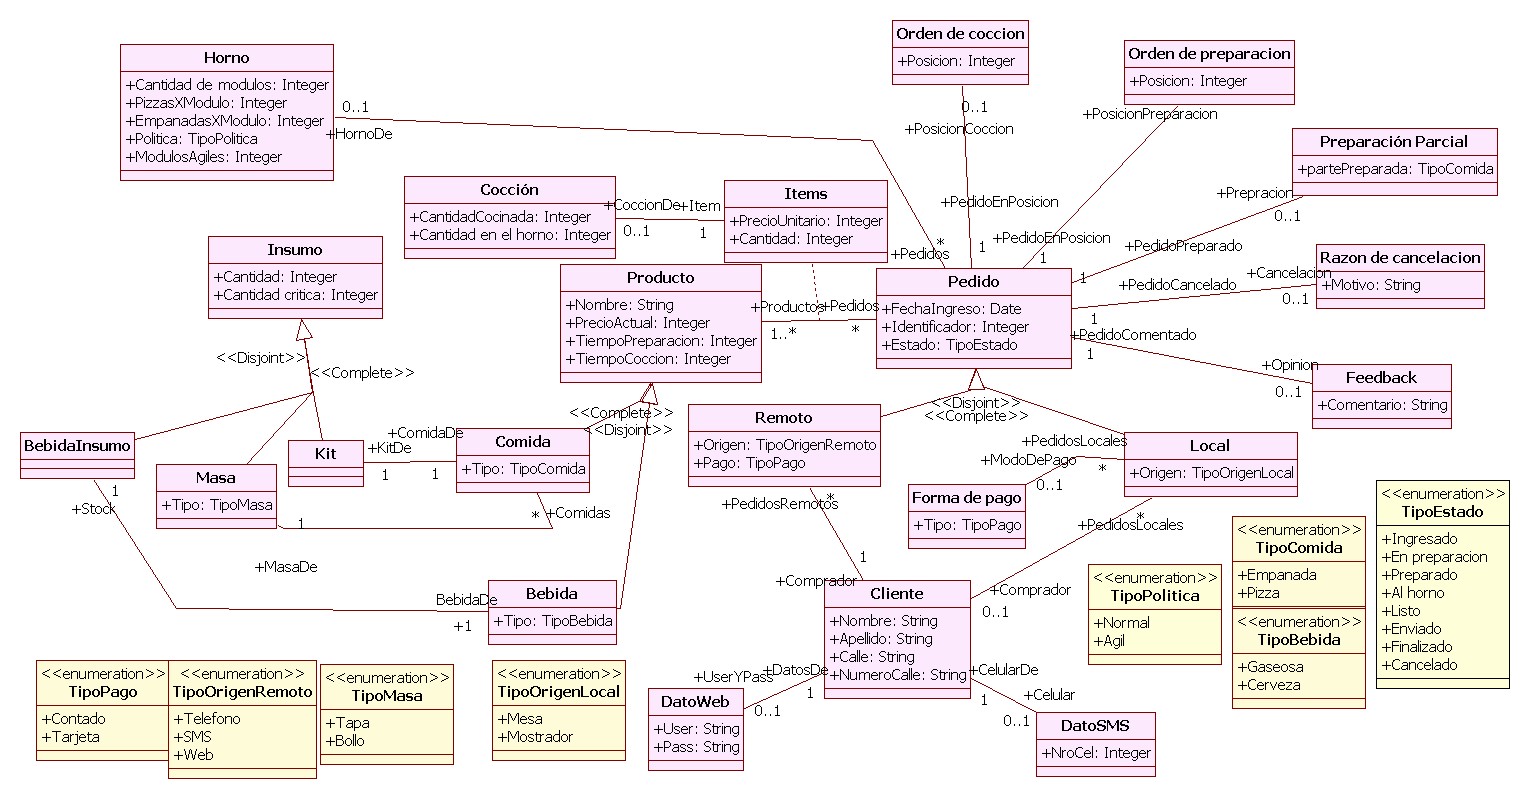 Horno
+Cantidad de modulos: Integer
+PizzasXModulo: Integer
+EmpanadasXModulo: Integer
+Politica: TipoPolitica
+ModulosAgiles: Integer
0..1
+HornoDe
Orden de coccion
+Posicion: Integer
0..1
+PosicionCoccion
Orden de preparacion
+Posicion: Integer
+PosicionPreparacion
Preparación Parcial
+partePreparada: TipoComida
+Prepracion
0..1
Cocción
+CantidadCocinada: Integer
+Cantidad en el horno: Integer
+CoccionDe
0..1
+Item
1
Items
+PrecioUnitario: Integer
+Cantidad: Integer
+PedidoEnPosicion
1
+PedidoEnPosicion
1
+PedidoPreparado
1
*
+Pedidos
Insumo
+Cantidad: Integer
+Cantidad critica: Integer
<<Disjoint>>
<<Complete>>
Producto
+Nombre: String
+PrecioActual: Integer
+TiempoPreparacion: Integer
+TiempoCoccion: Integer
+Productos
1..*
+Pedidos
*
Pedido
+FechaIngreso: Date
+Identificador: Integer
+Estado: TipoEstado
+PedidoCancelado
1
+Cancelacion
0..1
Razon de cancelacion
+Motivo: String
+PedidoComentado
1
+Opinion
0..1
Feedback
+Comentario: String
<<Complete>>
<<Disjoint>>
<<Disjoint>>
<<Complete>>
BebidaInsumo
1
+Stock
Masa
+Tipo: TipoMasa
1
+MasaDe
Kit
+KitDe
1
+ComidaDe
1
Comida
+Tipo: TipoComida
*
+Comidas
Remoto
+Origen: TipoOrigenRemoto
+Pago: TipoPago
*
+PedidosRemotos
Local
+Origen: TipoOrigenLocal
+PedidosLocales
*
+ModoDePago
0..1
Forma de pago
+Tipo: TipoPago
*
+PedidosLocales
BebidaDe
+1
Bebida
+Tipo: TipoBebida
1
+Comprador
Cliente
+Nombre: String
+Apellido: String
+Calle: String
+NumeroCalle: String
+Comprador
0..1
+DatosDe
1
+UserYPass
0..1
DatoWeb
+User: String
+Pass: String
+CelularDe
1
+Celular
0..1
DatoSMS
+NroCel: Integer
<<enumeration>>
TipoPolitica
+Normal
+Agil
<<enumeration>>
TipoComida
+Empanada
+Pizza
<<enumeration>>
TipoBebida
+Gaseosa
+Cerveza
<<enumeration>>
TipoEstado
+Ingresado
+En preparacion
+Preparado
+Al horno
+Listo
+Enviado
+Finalizado
+Cancelado
<<enumeration>>
TipoPago
+Contado
+Tarjeta
<<enumeration>>
TipoOrigenRemoto
+Telefono
+SMS
+Web
<<enumeration>>
TipoMasa
+Tapa
+Bollo
<<enumeration>>
TipoOrigenLocal
+Mesa
+Mostrador